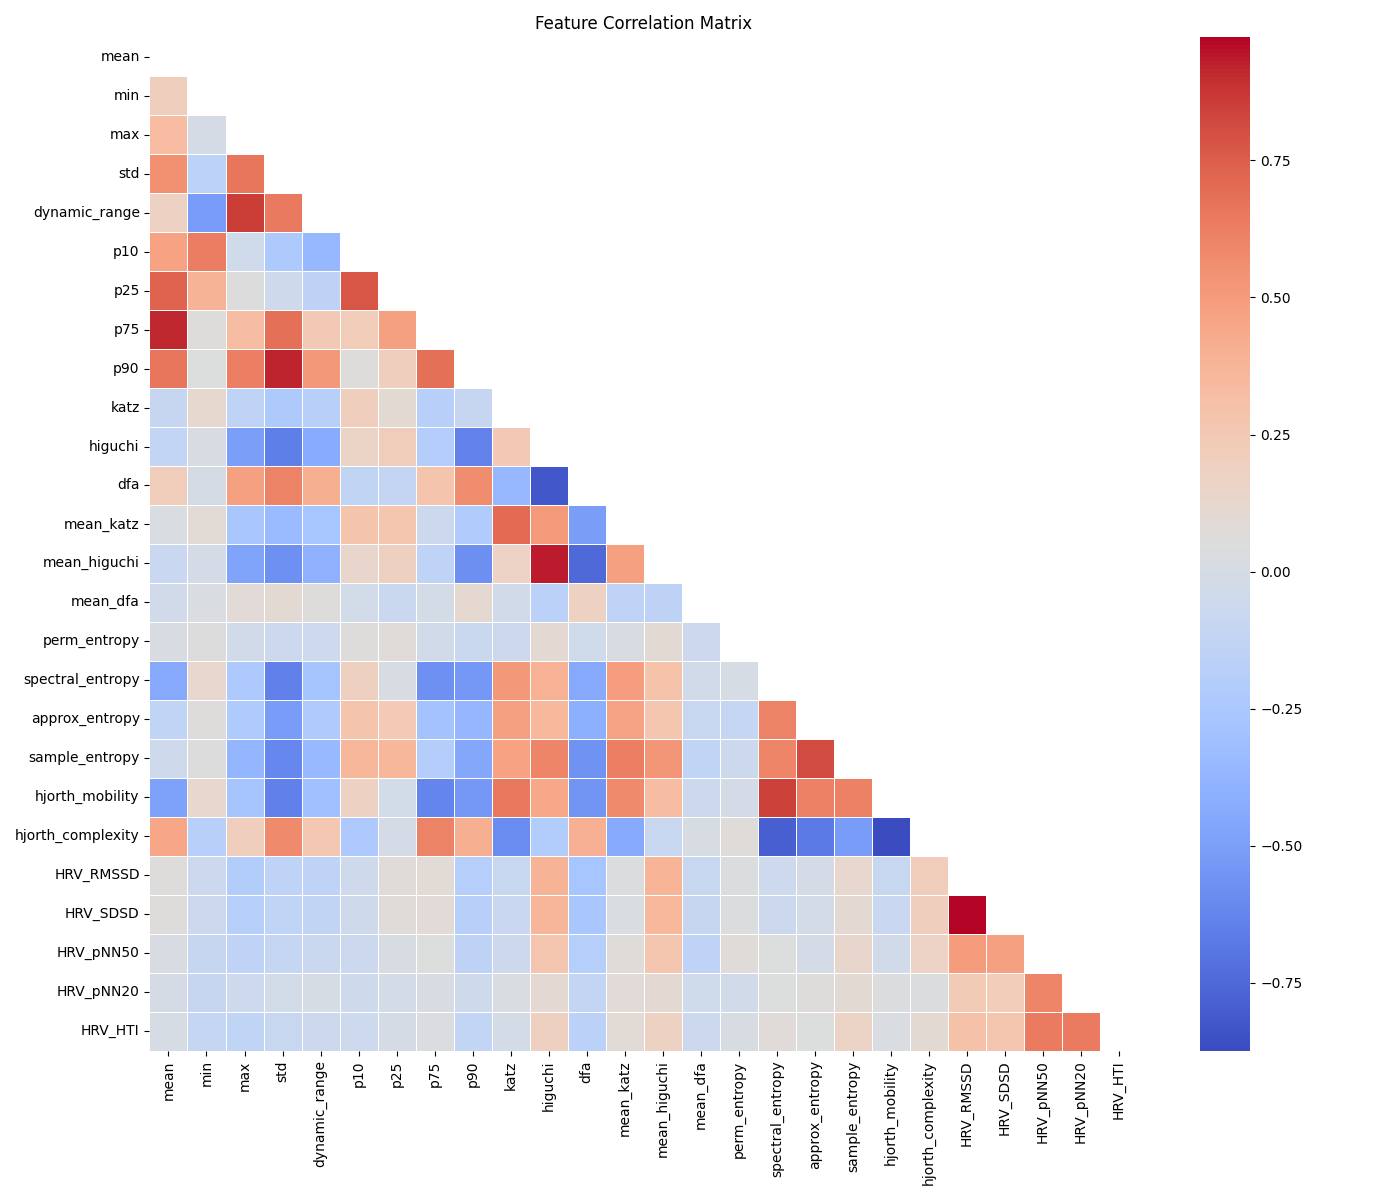 Feature Correlation Matrix
mean
min
max
std
dynamic_range
p10
p25
p75
p90
katz
higuchi
dfa
mean_katz
mean_higuchi
mean_dfa
perm_entropy
spectral_entropy
approx_entropy
sample_entropy
hjorth_mobility
hjorth_complexity
HRV_RMSSD
HRV_SDSD
HRV_pNN50
HRV_pNN20
HRV_HTI
mean
min
max
std
dynamic_range
p10
p25
p75
p90
katz
higuchi
dfa
mean_katz
mean_higuchi
mean_dfa
perm_entropy
spectral_entropy
approx_entropy
sample_entropy
hjorth_mobility
hjorth_complexity
HRV_RMSSD
HRV_SDSD
HRV_pNN50
HRV_pNN20
HRV_HTI
0.75
0.50
0.25
0.00
−0.25
−0.50
−0.75